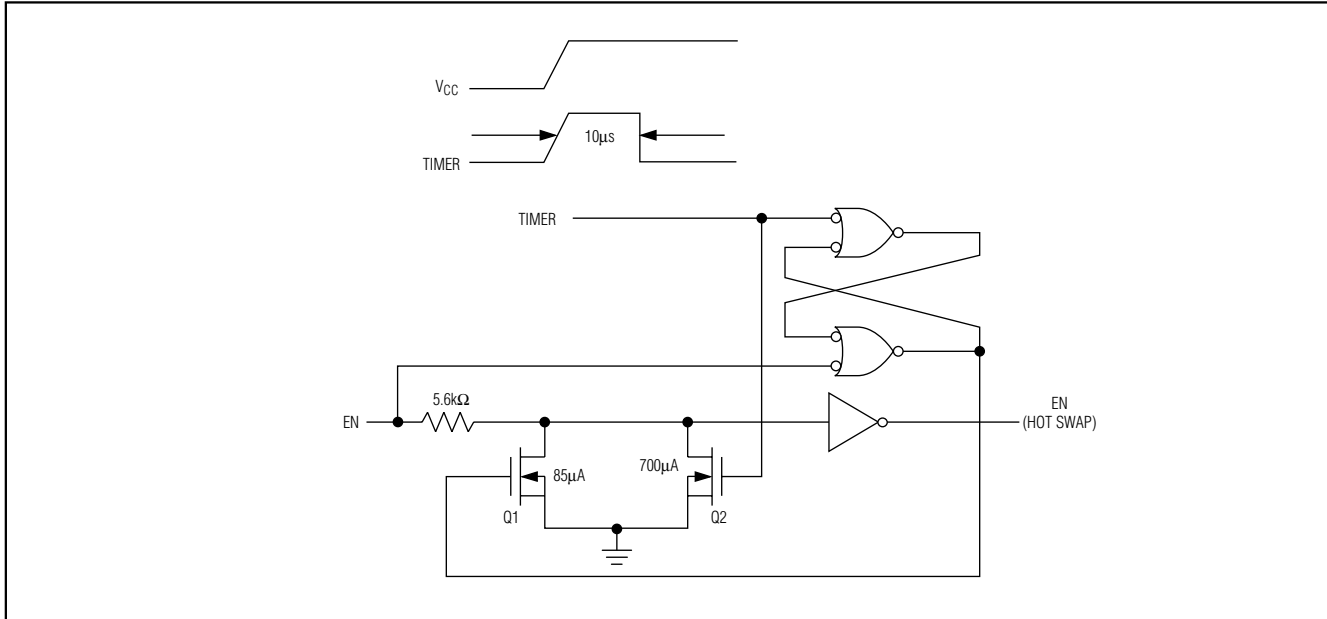 VCC
10μs
TIMER
TIMER
5.6kΩ
EN
EN
(HOT SWAP)
85μA
700μA
Q1
Q2